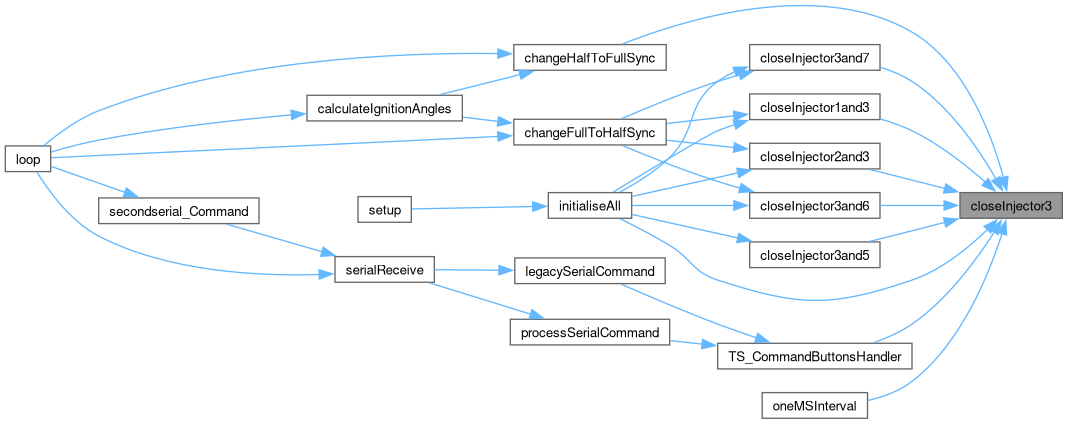 changeHalfToFullSync
closeInjector3and7
calculateIgnitionAngles
closeInjector1and3
changeFullToHalfSync
loop
closeInjector2and3
secondserial_Command
setup
initialiseAll
closeInjector3and6
closeInjector3
closeInjector3and5
serialReceive
legacySerialCommand
processSerialCommand
TS_CommandButtonsHandler
oneMSInterval